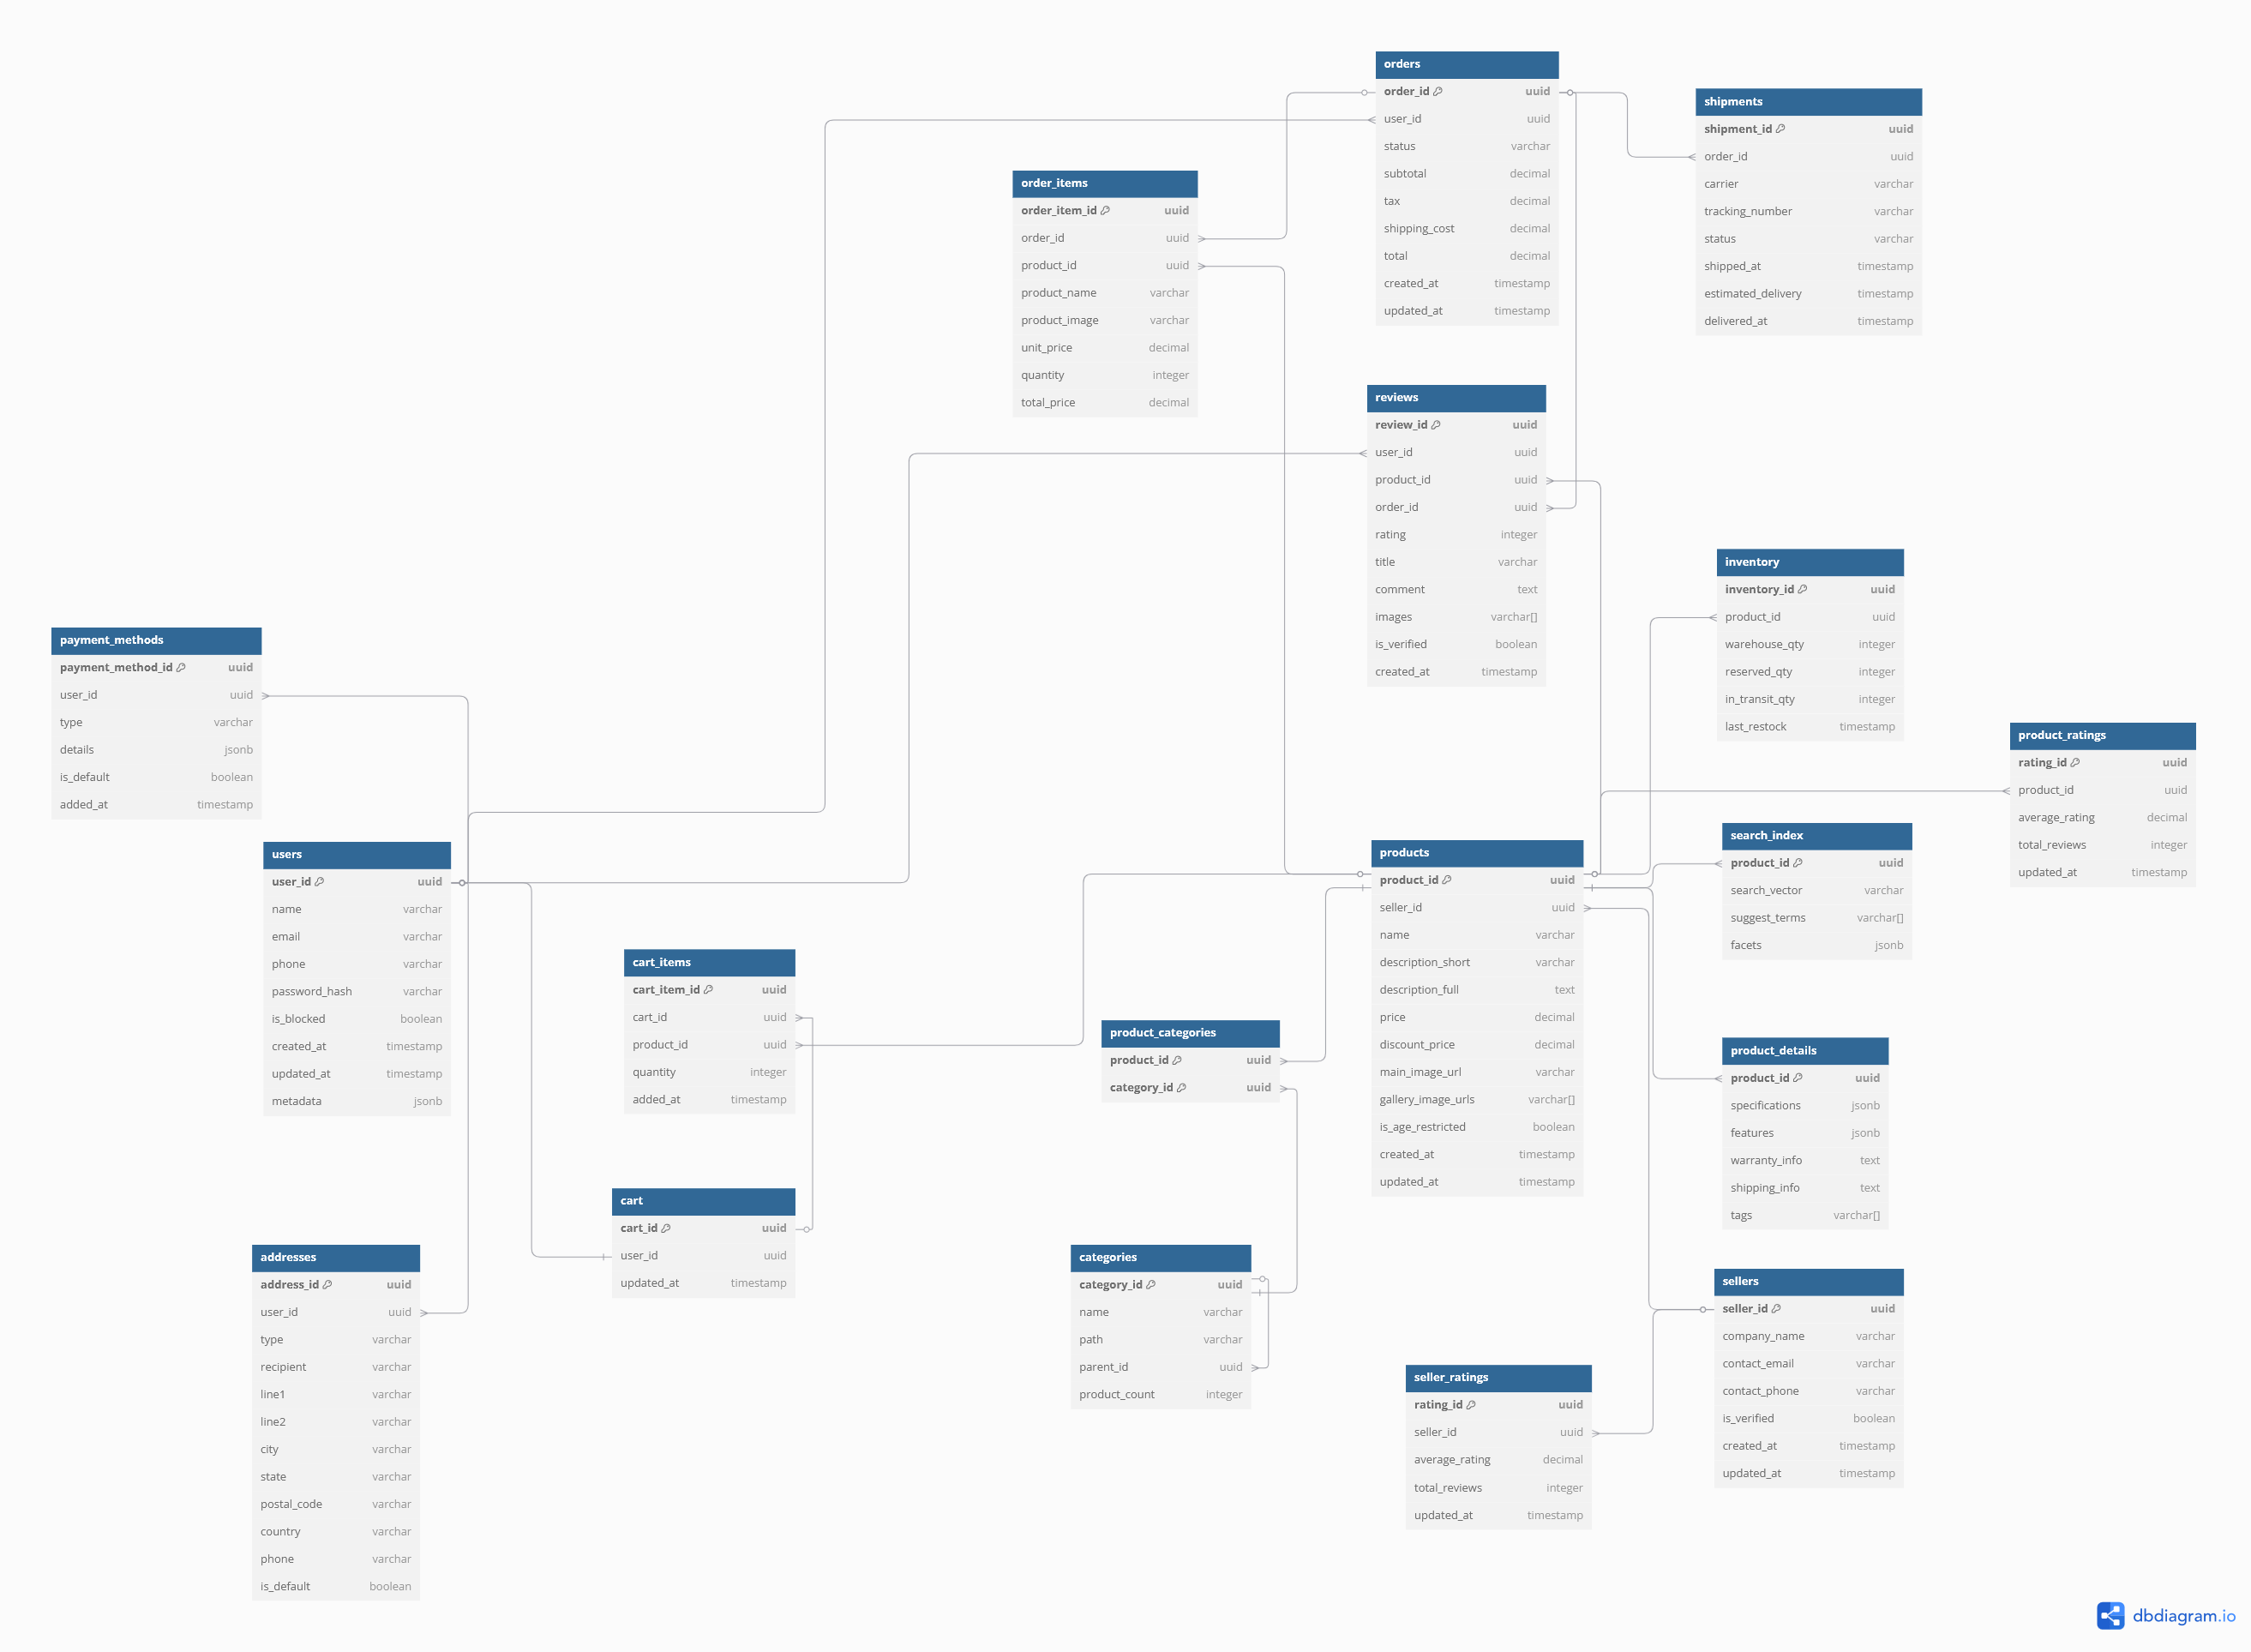 orders
order_id uuid
user_id uuid
status varchar
subtotal decimal
tax decimal
shipping_cost decimal
total decimal
created_at timestamp
updated_at timestamp
shipments
shipment_id uuid
order_id uuid
carrier varchar
tracking_number varchar
status varchar
shipped_at timestamp
estimated_delivery timestamp
delivered_at timestamp
order_items
order_item_id uuid
order_id uuid
product_id uuid
product_name varchar
product_image varchar
unit_price decimal
quantity integer
total_price decimal
reviews
review_id uuid
user_id uuid
product_id uuid
order_id uuid
rating integer
title varchar
comment text
images varchar[]
is_verified boolean
created_at timestamp
inventory
inventory_id uuid
product_id uuid
warehouse_qty integer
reserved_qty integer
in_transit_qty integer
last_restock timestamp
payment_methods
payment_method_id uuid
user_id uuid
type varchar
details jsonb
is_default boolean
added_at timestamp
product_ratings
rating_id uuid
product_id uuid
average_rating decimal
total_reviews integer
updated_at timestamp
search_index
product_id uuid
search_vector varchar
suggest_terms varchar[]
facets jsonb
users
user_id uuid
name varchar
email varchar
phone varchar
password_hash varchar
is_blocked boolean
created_at timestamp
updated_at timestamp
metadata jsonb
products
product_id uuid
seller_id uuid
name varchar
description_short varchar
description_full text
price decimal
discount_price decimal
main_image_url varchar
gallery_image_urls varchar[]
is_age_restricted boolean
created_at timestamp
updated_at timestamp
cart_items
cart_item_id uuid
cart_id uuid
product_id uuid
quantity integer
added_at timestamp
product_categories
product_id uuid
category_id uuid
product_details
product_id uuid
specifications jsonb
features jsonb
warranty_info text
shipping_info text
tags varchar[]
cart
cart_id uuid
user_id uuid
updated_at timestamp
addresses
address_id uuid
user_id uuid
type varchar
recipient varchar
line1 varchar
line2 varchar
city varchar
state varchar
postal_code varchar
country varchar
phone varchar
is_default boolean
categories
category_id uuid
name varchar
path varchar
parent_id uuid
product_count integer
sellers
seller_id uuid
company_name varchar
contact_email varchar
contact_phone varchar
is_verified boolean
created_at timestamp
updated_at timestamp
seller_ratings
rating_id uuid
seller_id uuid
average_rating decimal
total_reviews integer
updated_at timestamp
dbdiagram.io